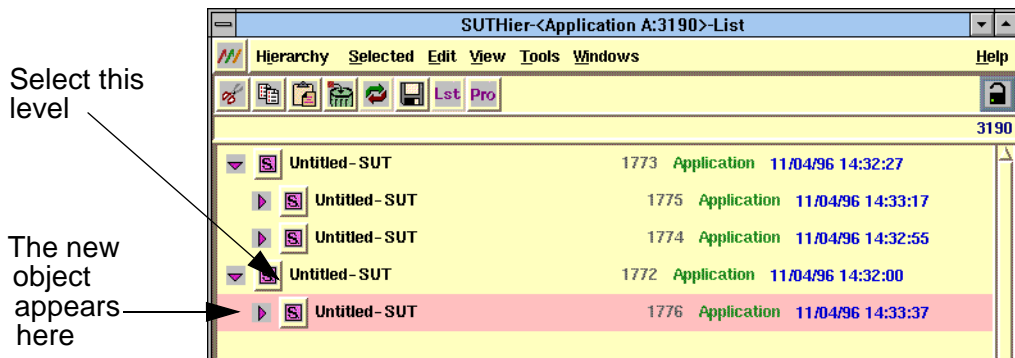 SUTHier-<Application A:3190>-List
Hierarchy Selected Edit View Tools Windows Help
Select this
level
Lst Pro
3190
S. Untitled-SUT 1773 Application 11/04/96 14:32:27
S. Untitled-SUT 1775 Application 11/04/96 14:33:17
S. Untitled-SUT 1774 Application 11/04/96 14:32:55
The new
object
appears
here
S. Untitled-SUT 1772 Application 11/04/96 14:32:00
S. Untitled-SUT 1776 Application 11/04/96 14:33:37